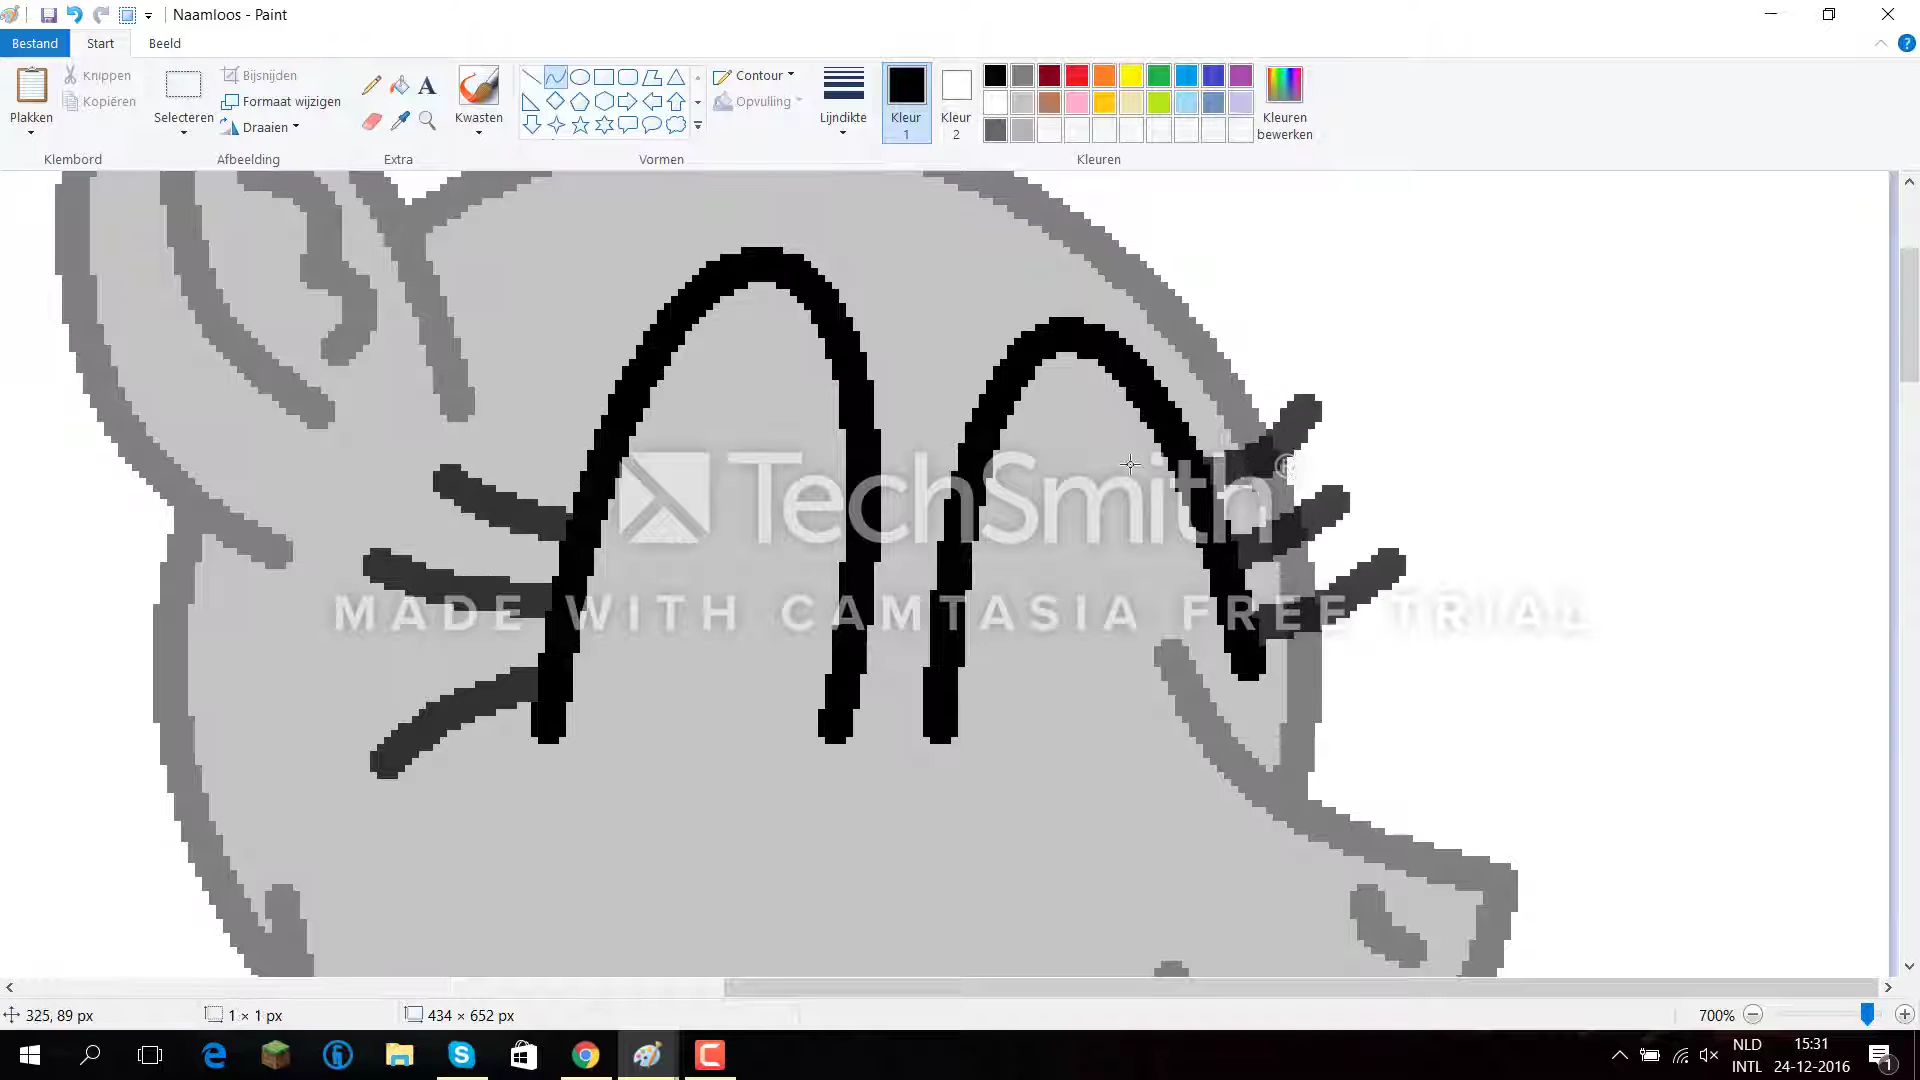 Naamloos - Paint
Bestand Start Beeld
Plakken
Knippen
Kopiëren
Klembord
Selecteren
Bijsnijden
Formaat wijzigen
Draaien
Afbeelding
A
Extra
Kwasten
Vormen
Contour
Opvulling
Lijndikte
Kleur
1
Kleur
2
Kleuren
bewerken
Kleuren
TechSmith®
MADE WITH CAMTASIA FREE TRIAL
325, 89 px 1 × 1 px 434 × 652 px 700%
NLD
INTL
15:31
24-12-2016
1